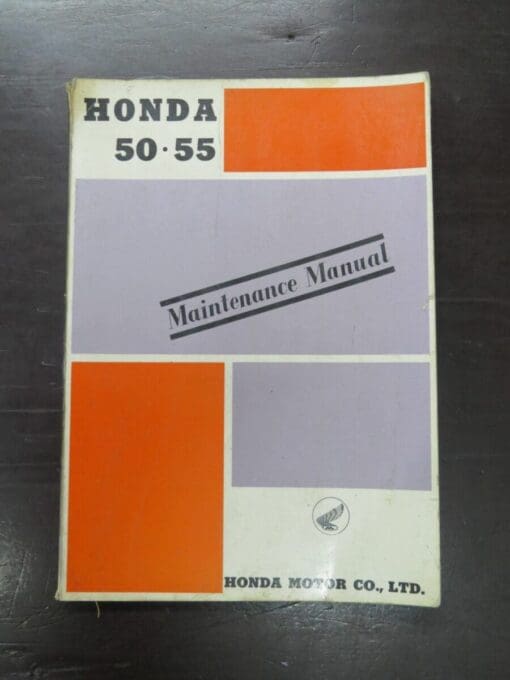 HONDA
50·55
Maintenance Manual
HONDA MOTOR CO., LTD.